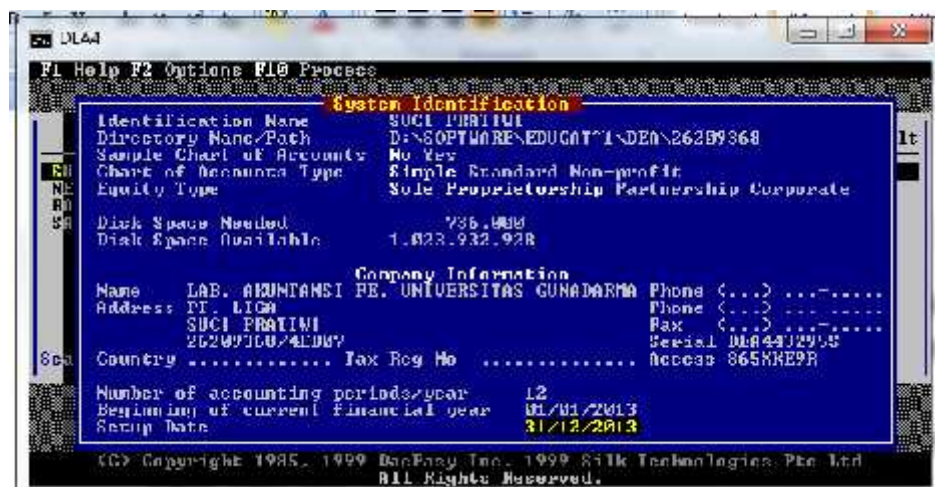 DEA4
F1 Help F2 Options F10 Process
System Identification
Identification Name SUCI PRATIWI
Directory Name/Path D:\SOFTWARE\EDUCAT~1\DEA\26209368
Sample Chart of Accounts No Yes
Chart of Accounts Type Simple Standard Non-profit
Equity Type Sole Proprietorship Partnership Corporate
Disk Space Needed 736.000
Disk Space Available 1.023.932.928
Company Information
Name LAB. AKUNTANSI FE. UNIVERSITAS GUNADARMA Phone (...) ...-.....
Address PT. LIGA Phone (...) ...-.....
SUCI PRATIWI Fax (...) ...-.....
Serial
Country .............. Tax Reg No .............. Access
Number of accounting periods/year 12
Beginning of current financial year 01/01/2013
Setup Date 31/12/2013
(C) Copyright 1985, 1999 DacEasy Inc. 1999 Silk Technologies Pte Ltd
All Rights Reserved.